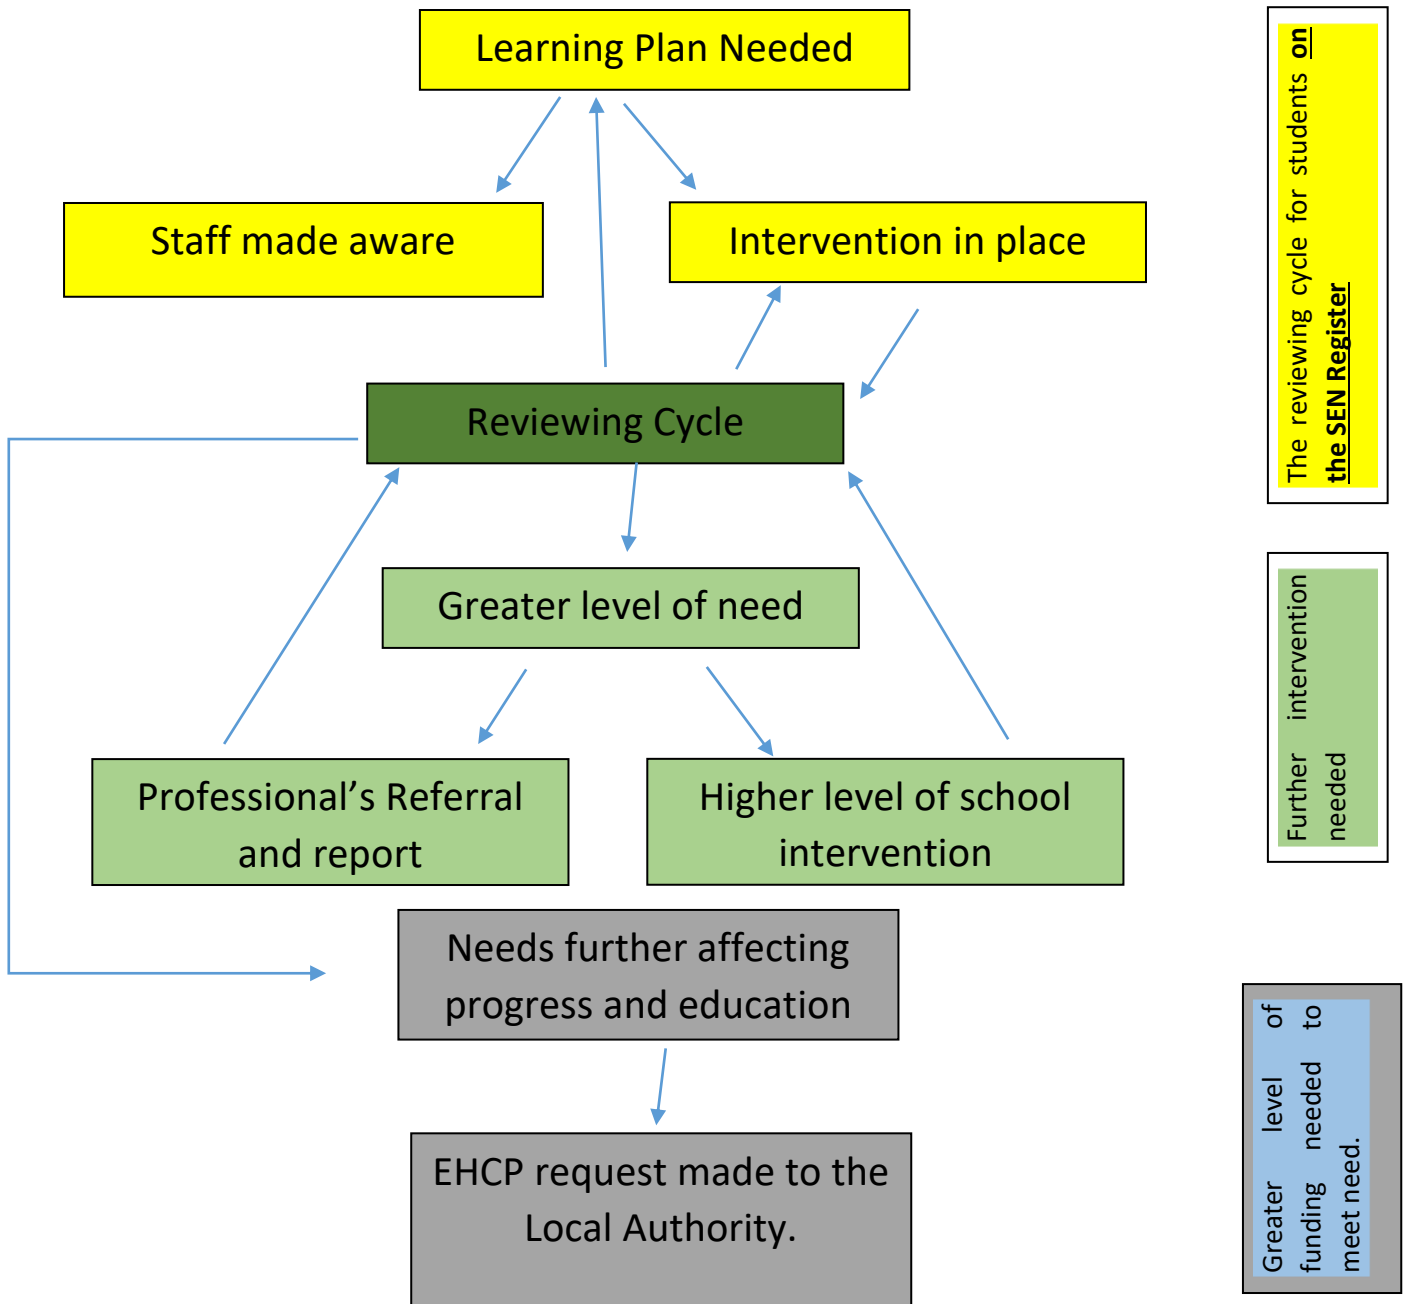 Learning Plan Needed
Staff made aware
Intervention in place
Reviewing Cycle
Greater level of need
Professional’s Referral
and report
Higher level of school
intervention
Needs further affecting
progress and education
EHCP request made to the
Local Authority.
The reviewing cycle for students on
the SEN Register
Further intervention
needed
Greater level of
funding needed to
meet need.